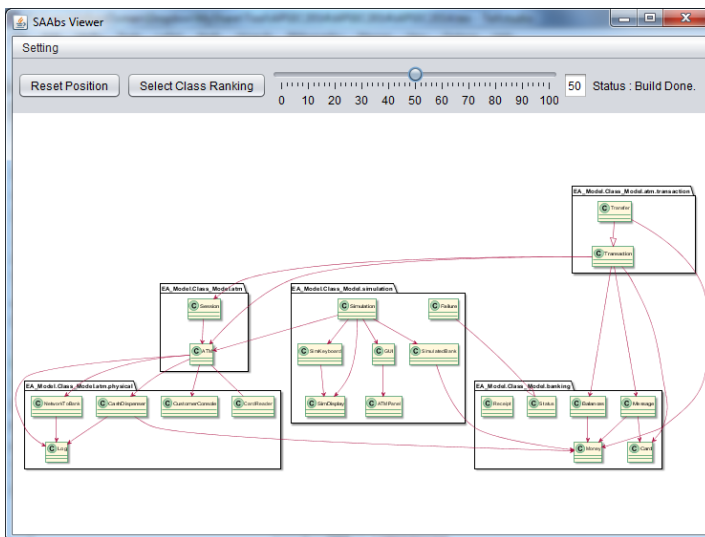 SAAbs Viewer
Setting
Reset Position
Select Class Ranking
0 10 20 30 40 50 60 70 80 90 100
50
Status : Build Done.
EA_Model.Class_Model.atm.transaction
C Transfer
C Transaction
EA_Model.Class_Model.atm
C Session
C ATM
EA_Model.Class_Model.simulation
C Simulation
C Failure
C SimKeyboard
C GUI
C SimulatedBank
C SimDisplay
C ATMPanel
EA_Model.Class_Model.atm.physical
C NetworkToBank
C CashDispenser
C CustomerConsole
C CardReader
C Log
EA_Model.Class_Model.banking
C Receipt
C Status
C Balances
C Message
C Money
C Card